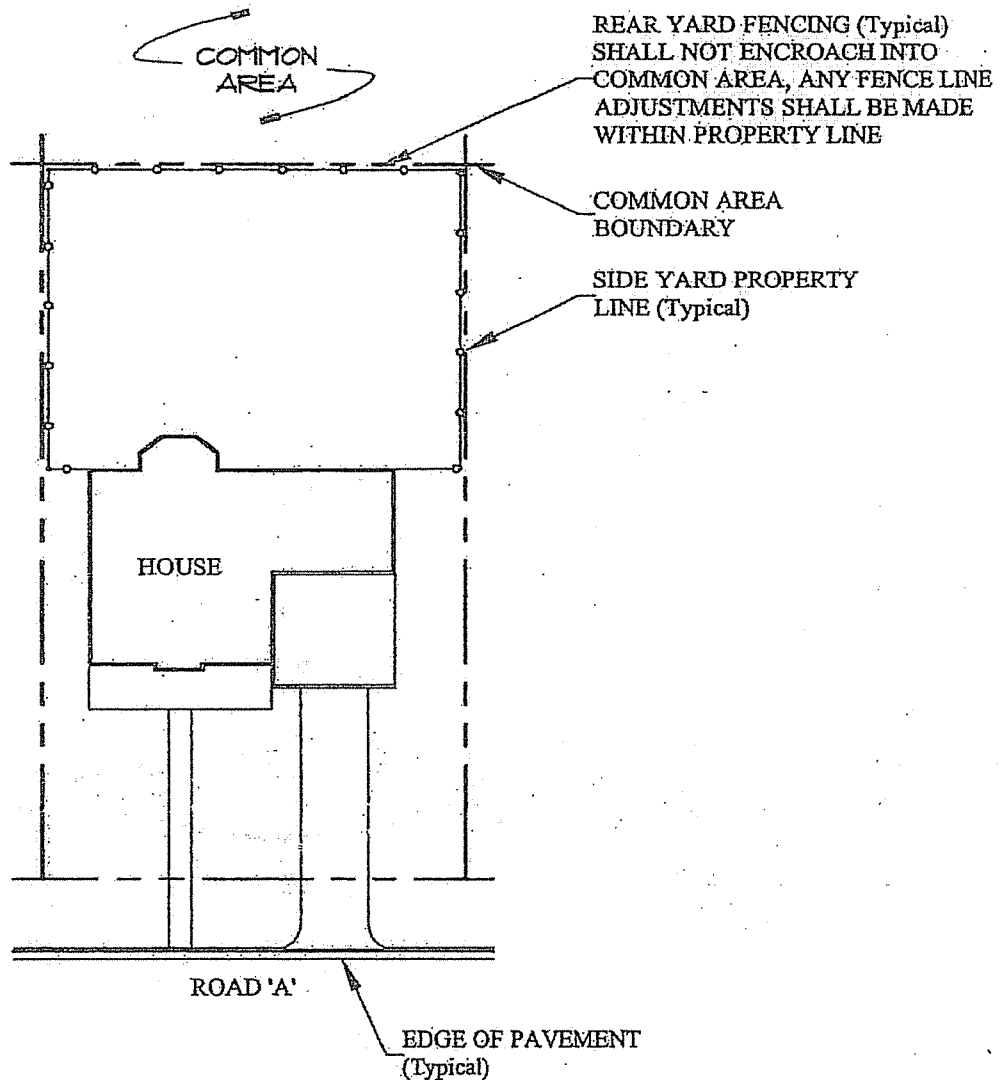 COMMON
AREA
REAR YARD FENCING (Typical)
SHALL NOT ENCROACH INTO
COMMON AREA, ANY FENCE LINE
ADJUSTMENTS SHALL BE MADE
WITHIN PROPERTY LINE
COMMON AREA
BOUNDARY
SIDE YARD PROPERTY
LINE (Typical)
HOUSE
ROAD 'A'
EDGE OF PAVEMENT
(Typical)